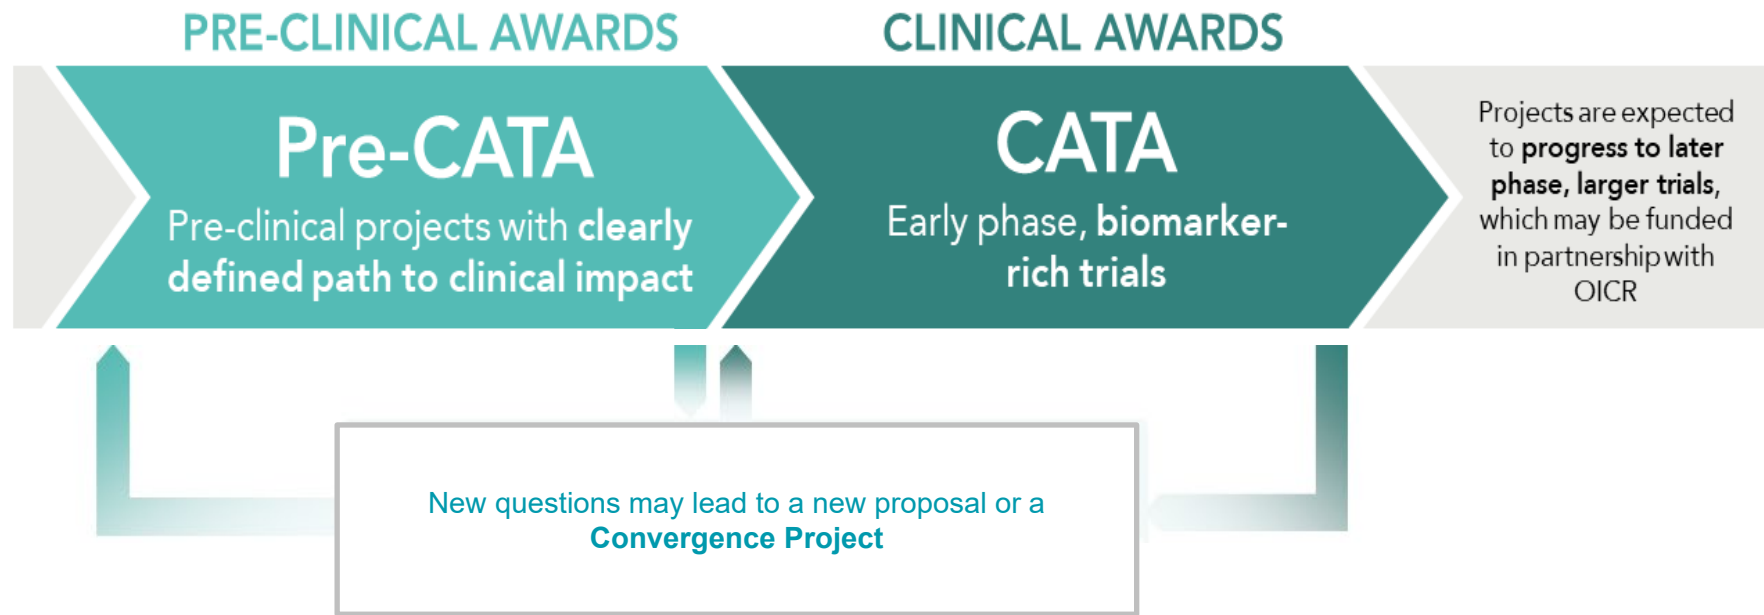 PRE-CLINICAL AWARDS
CLINICAL AWARDS
Pre-CATA
Pre-clinical projects with clearly
defined path to clinical impact
CATA
Early phase, biomarker-
rich trials
Projects are expected
to progress to later
phase, larger trials,
which may be funded
in partnership with
OICR
New questions may lead to a new proposal or a
Convergence Project